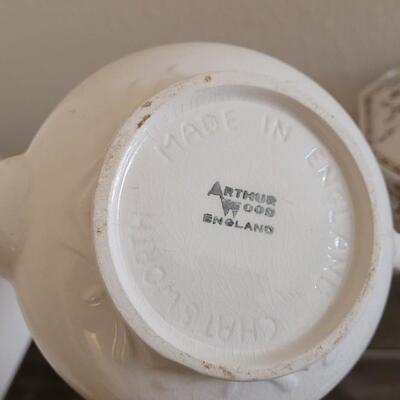 MADE IN ENGLAND
ARTHUR
WOOD
ENGLAND
CHATSWORTH